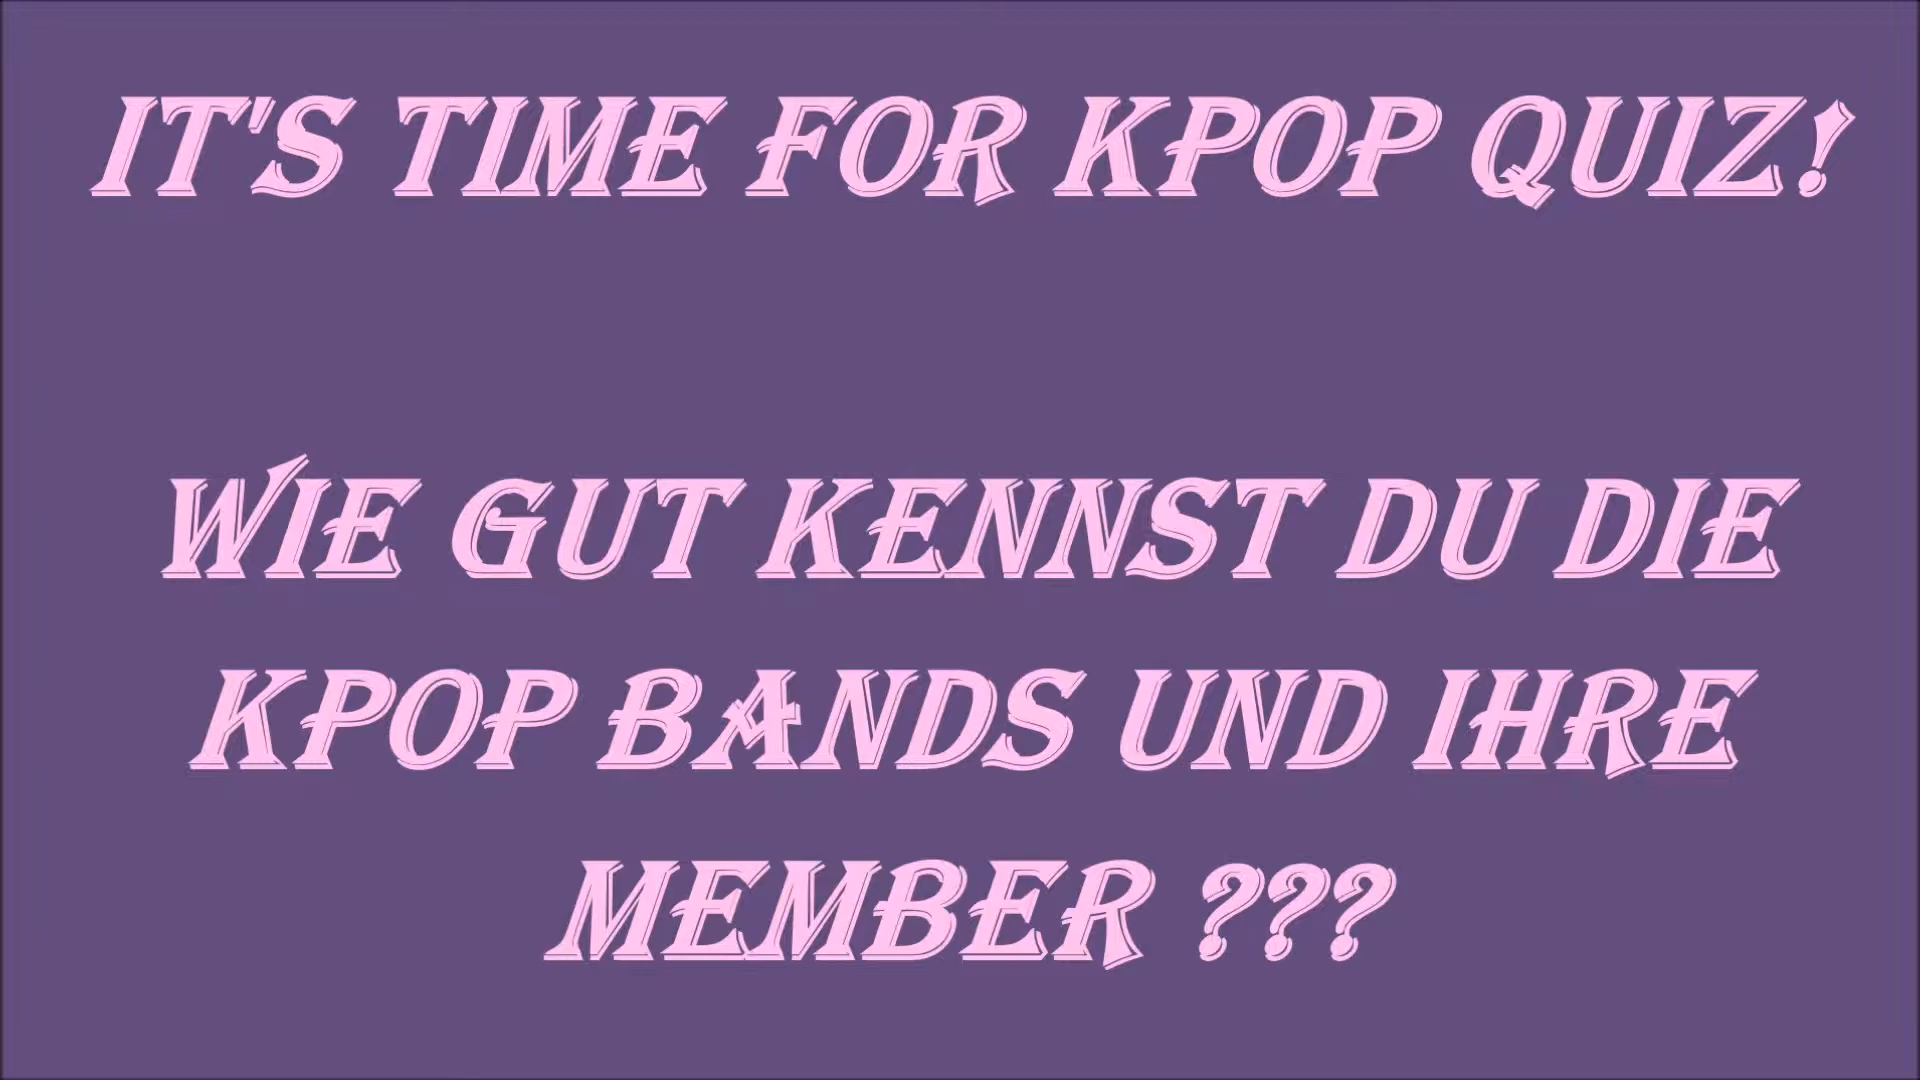 IT'S TIME FOR KPOP QUIZ!
WIE GUT KENNST DU DIE
KPOP BANDS UND IHRE
MEMBER ???